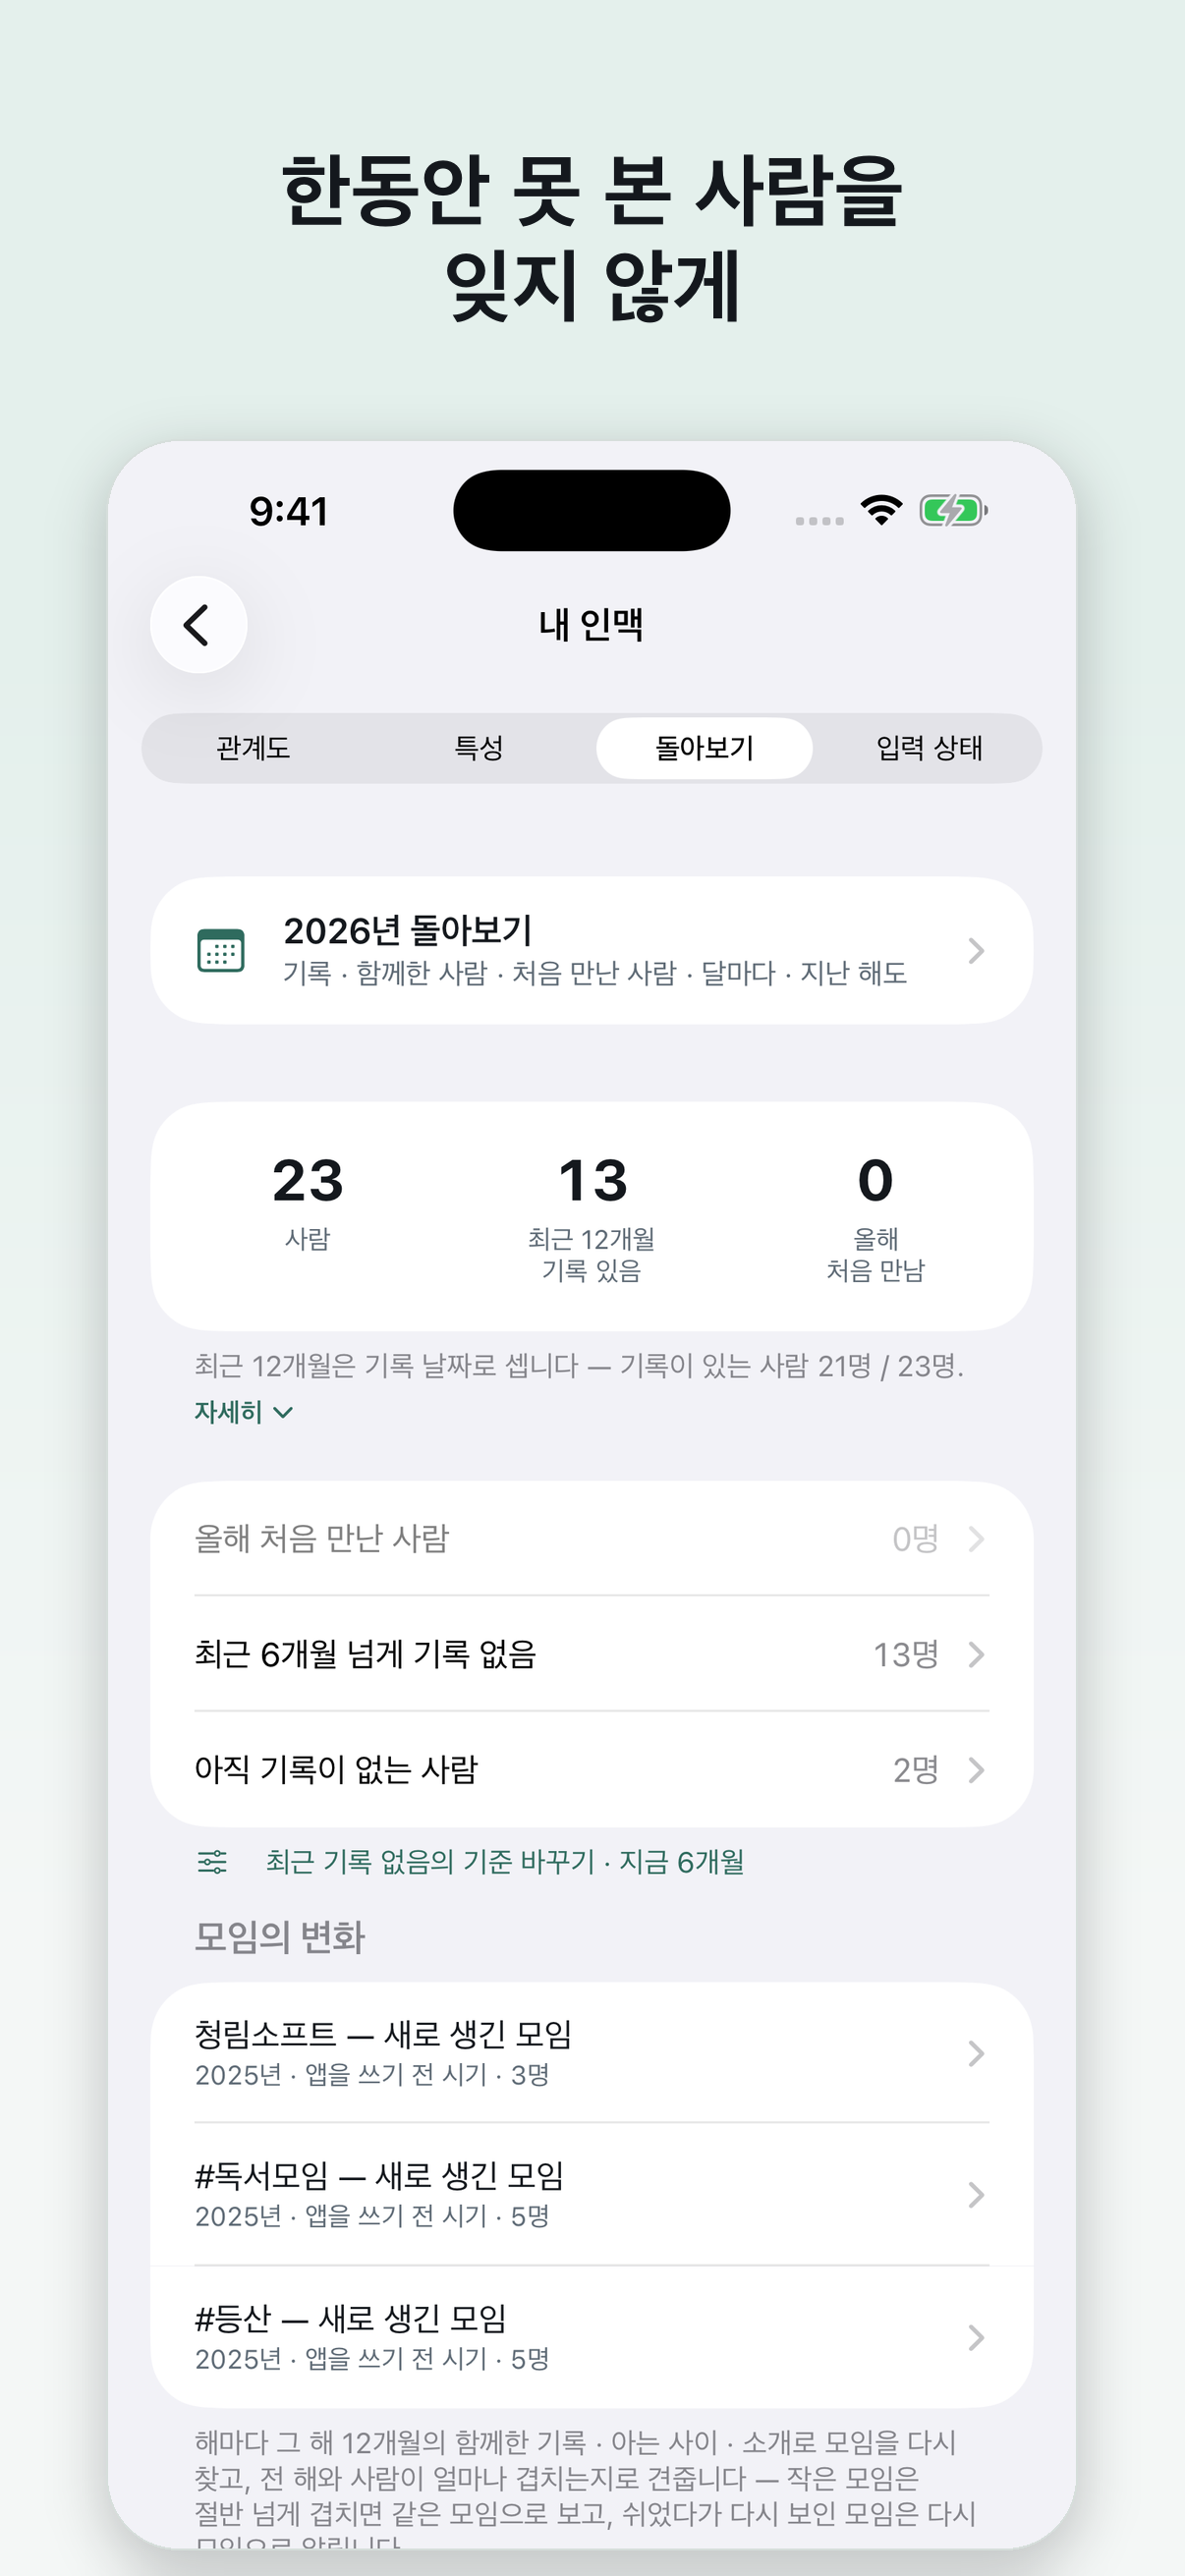 한동안 못 본 사람을
잊지 않게
9:41
내 인맥
관계도
특성
돌아보기
입력 상태
2026년 돌아보기
기록 · 함께한 사람 · 처음 만난 사람 · 달마다 · 지난 해도
23
사람
13
최근 12개월
기록 있음
0
올해
처음 만남
최근 12개월은 기록 날짜로 셉니다 — 기록이 있는 사람 21명 / 23명.
자세히
올해 처음 만난 사람
0명
최근 6개월 넘게 기록 없음
13명
아직 기록이 없는 사람
2명
최근 기록 없음의 기준 바꾸기 · 지금 6개월
모임의 변화
청림소프트 — 새로 생긴 모임
2025년 · 앱을 쓰기 전 시기 · 3명
#독서모임 — 새로 생긴 모임
2025년 · 앱을 쓰기 전 시기 · 5명
#등산 — 새로 생긴 모임
2025년 · 앱을 쓰기 전 시기 · 5명
해마다 그 해 12개월의 함께한 기록 · 아는 사이 · 소개로 모임을 다시
찾고, 전 해와 사람이 얼마나 겹치는지로 견줍니다 — 작은 모임은
절반 넘게 겹치면 같은 모임으로 보고, 쉬었다가 다시 보인 모임은 다시